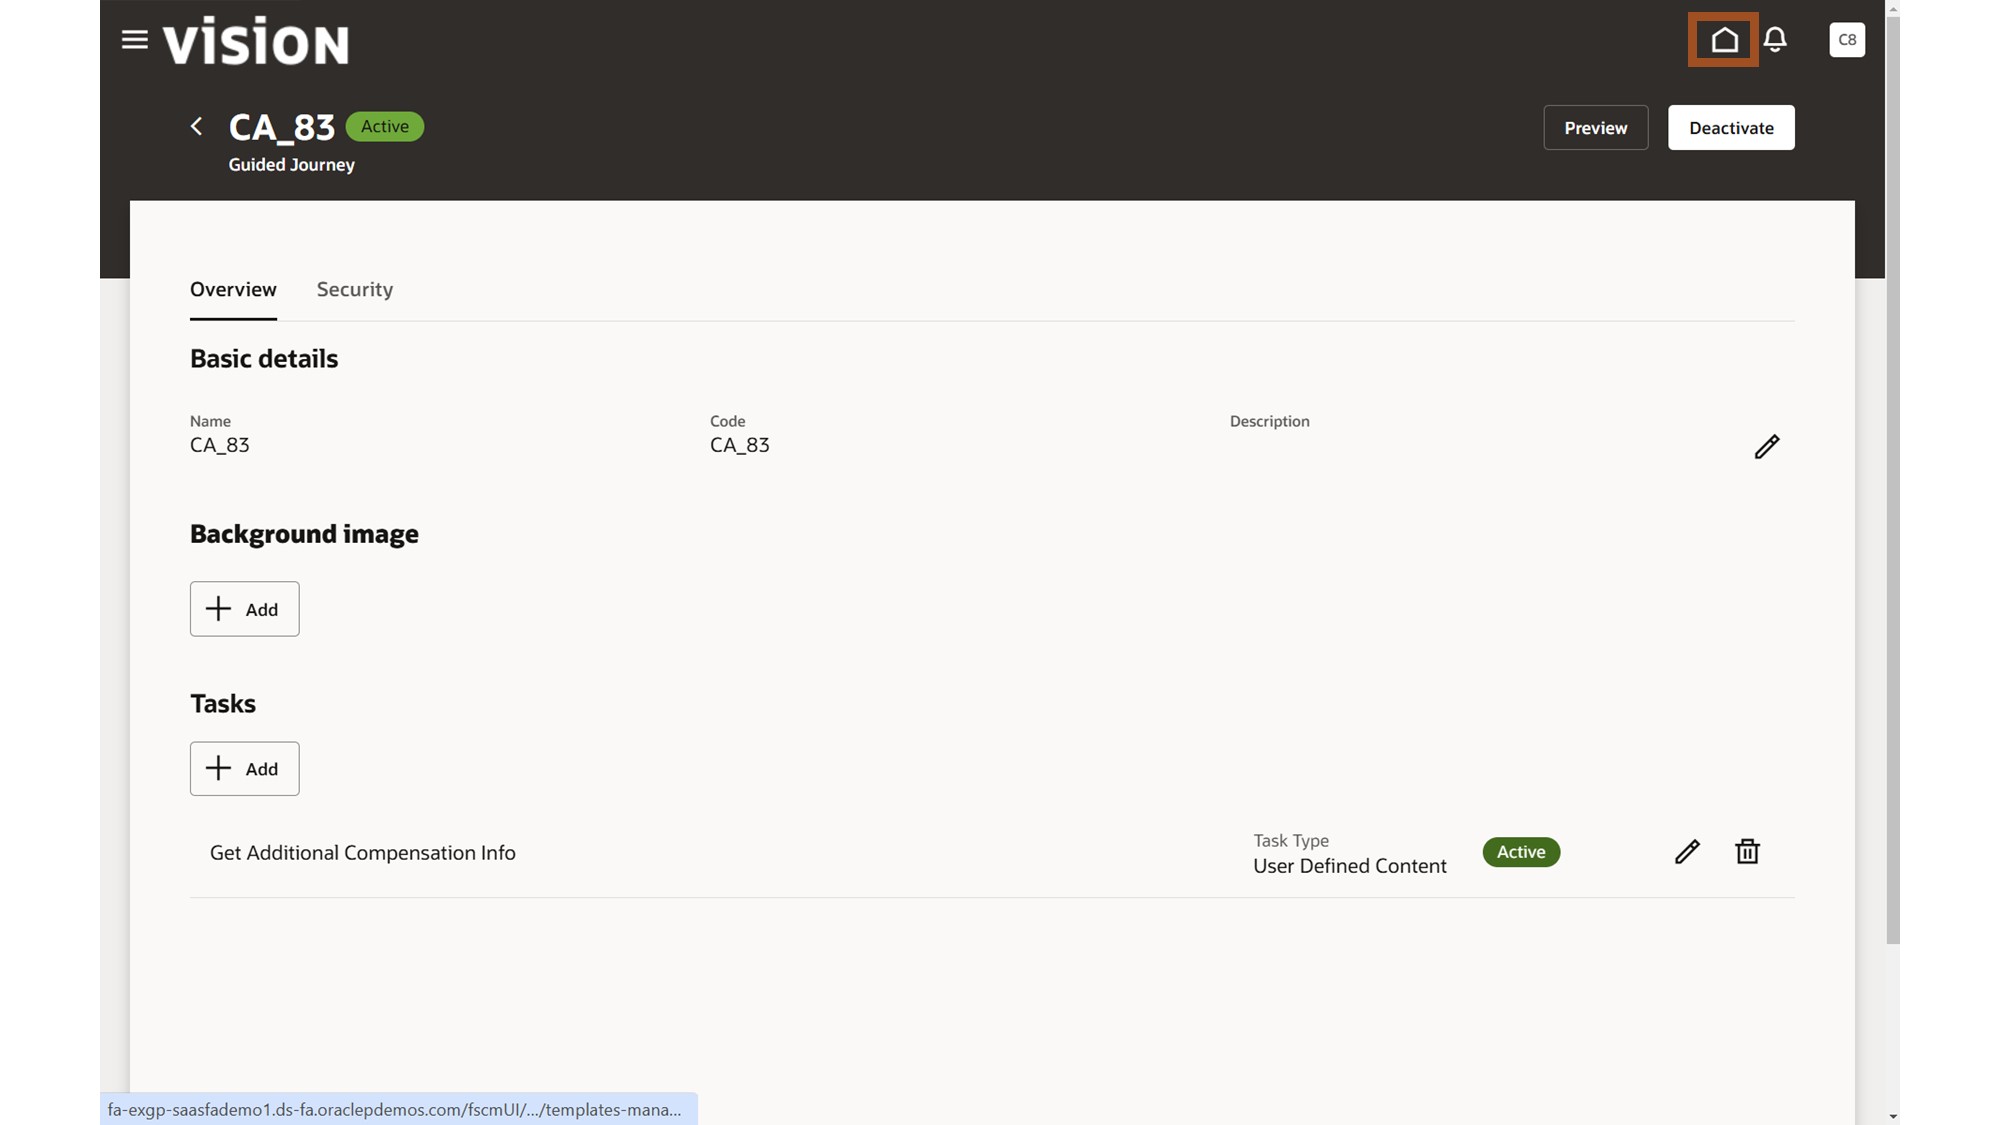 vision
C8
CA_83 Active
Guided Journey
Preview
Deactivate
Overview
Security
Basic details
Name
CA_83
Code
CA_83
Description
Background image
Add
Tasks
Add
Get Additional Compensation Info
Task Type
User Defined Content
Active
fa-exgp-saasfademo1.ds-fa.oraclepdemos.com/fscmUI/.../templates-mana...